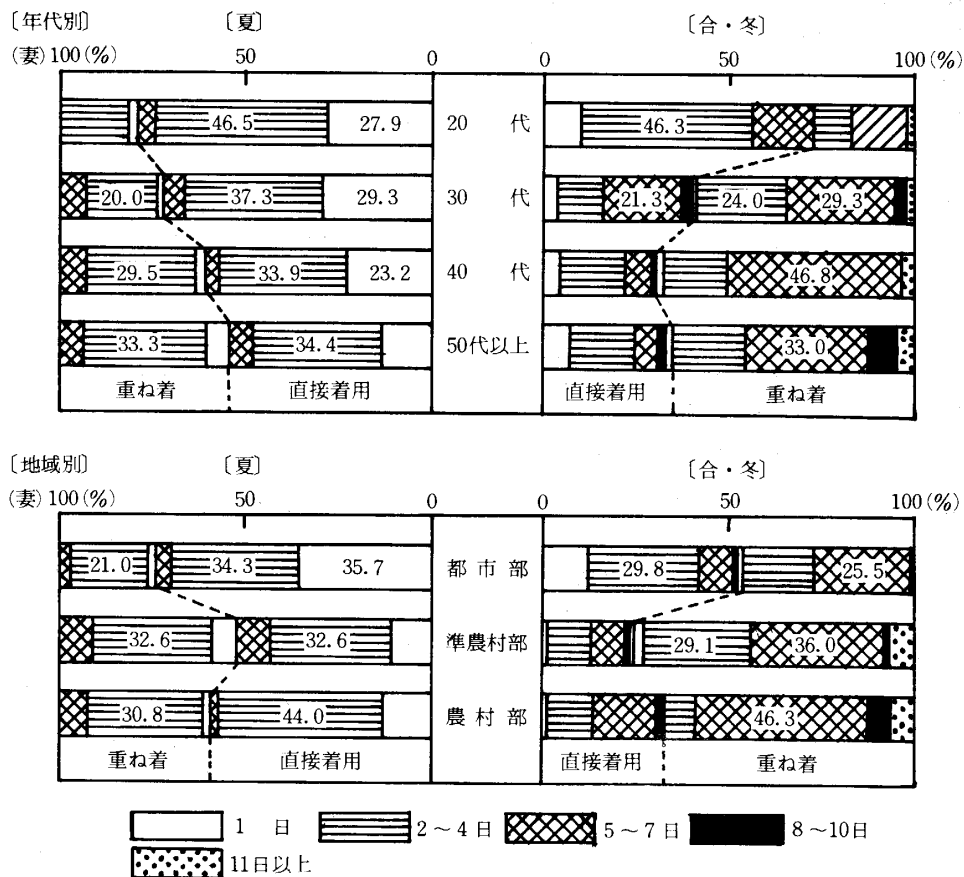 〔年代別〕 〔夏〕 〔合・冬〕
(妻) 100 (%) 50 0 0 50 100 (%)
46.5 27.9 20 代 46.3
20.0 37.3 29.3 30 代 21.3 24.0 29.3
29.5 33.9 23.2 40 代 46.8
33.3 34.4 50代以上 33.0
重ね着 直接着用 直接着用 重ね着
〔地域別〕 〔夏〕 〔合・冬〕
(妻) 100 (%) 50 0 0 50 100 (%)
21.0 34.3 35.7 都市部 29.8 25.5
32.6 32.6 準農村部 29.1 36.0
30.8 44.0 農村部 46.3
重ね着 直接着用 直接着用 重ね着
1 日 2～4日 5～7日 8～10日
11日以上